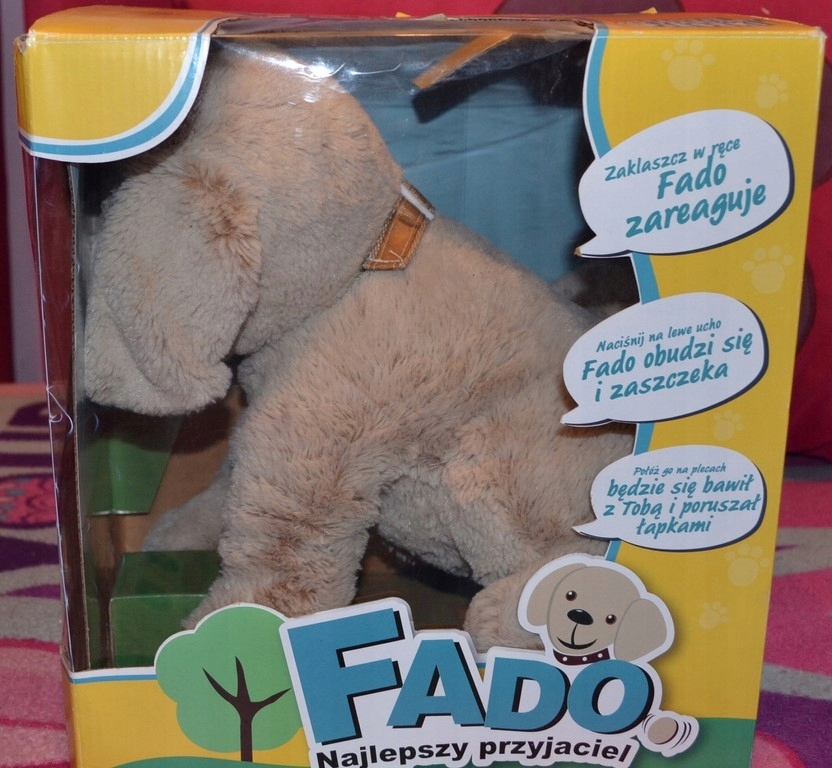 Zaklaszcz w ręce
Fado
zareaguje
Naciśnij na lewe ucho
Fado obudzi się
i zaszczeka
Połóż go na plecach
będzie się bawił
z Tobą i poruszał
łapkami
FADO
Najlepszy przyjaciel